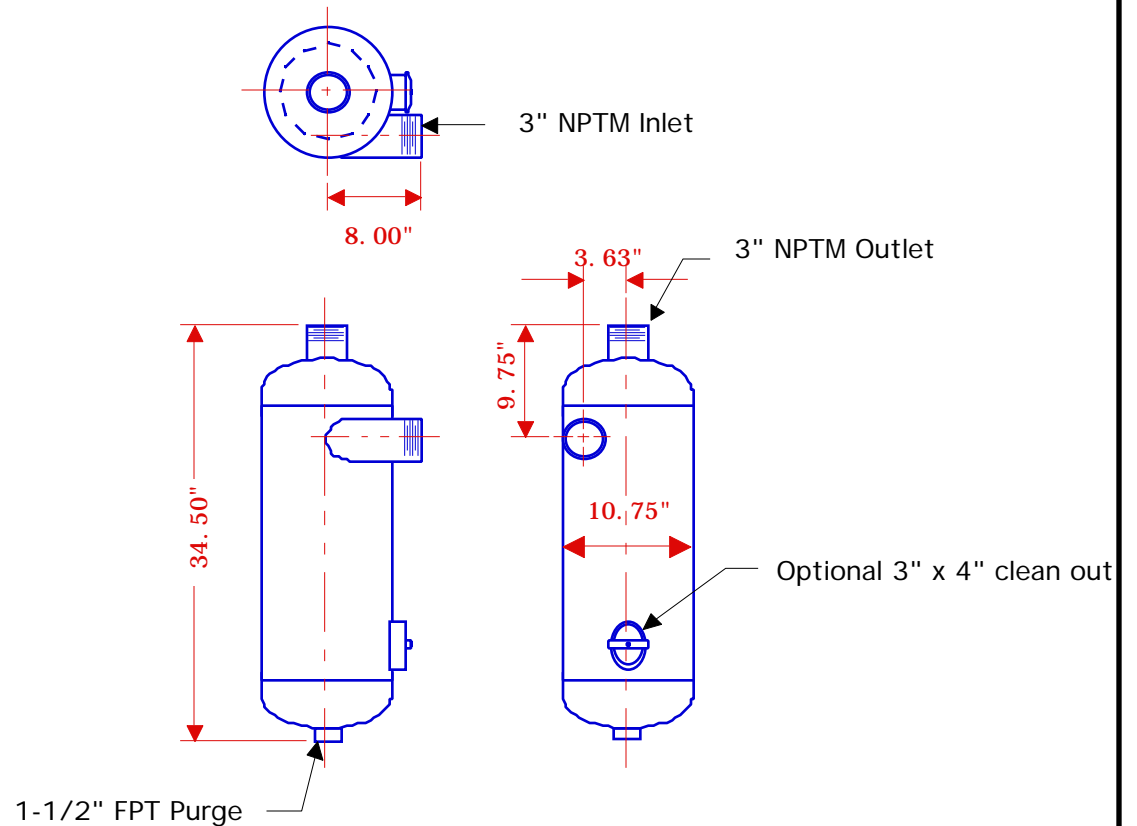 3" NPTM Inlet
8. 00"
3. 63"
3" NPTM Outlet
9. 75"
34. 50"
10. 75"
Optional 3" x 4" clean out
1-1/2" FPT Purge